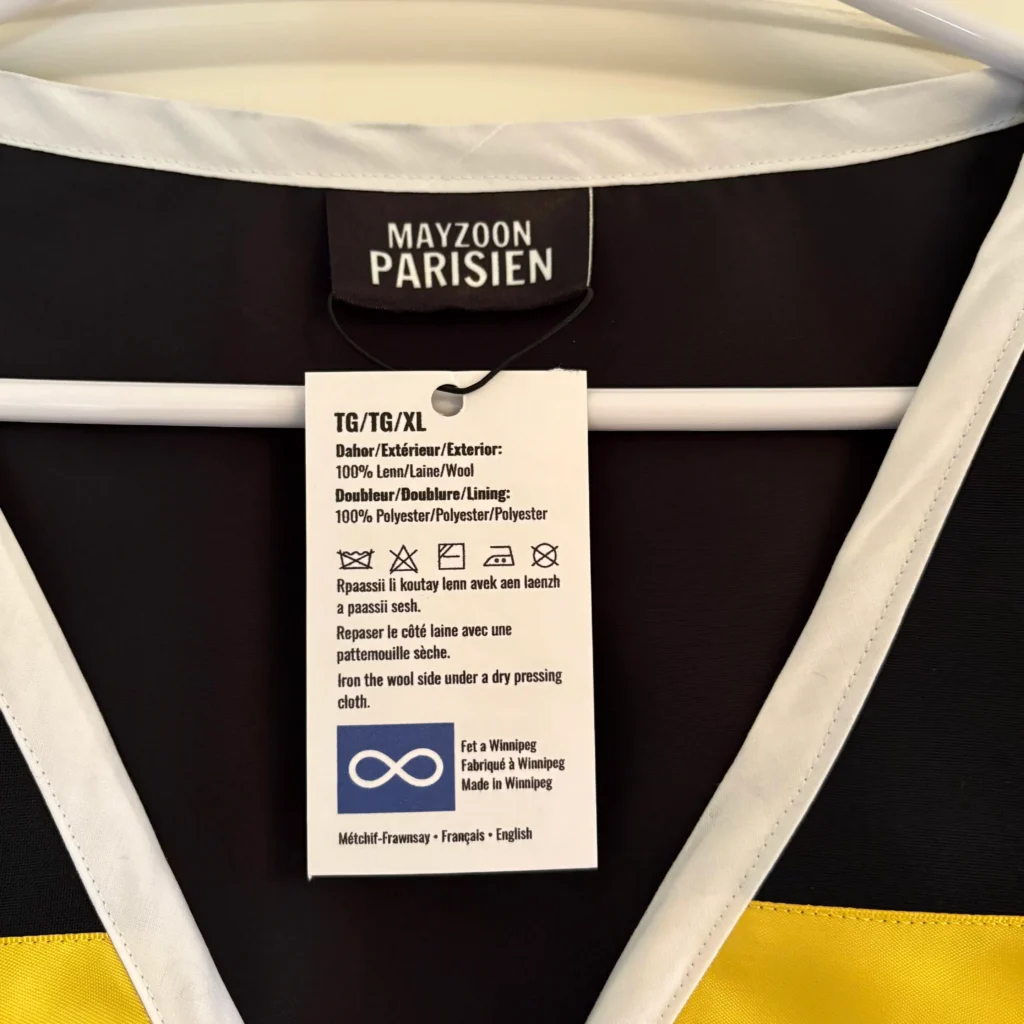 MAYZOON
PARISIEN
TG/TG/XL
Dahor/Extérieur/Exterior:
100% Lenn/Laine/Wool
Doubleur/Doublure/Lining:
100% Polyester/Polyester/Polyester
Rpaassii li koutay lenn avek aen laenzh
a paassii sesh.
Repaser le côté laine avec une
pattemouille sèche.
Iron the wool side under a dry pressing
cloth.
Fet a Winnipeg
Fabriqué à Winnipeg
Made in Winnipeg
Métchif-Frawnsay • Français • English